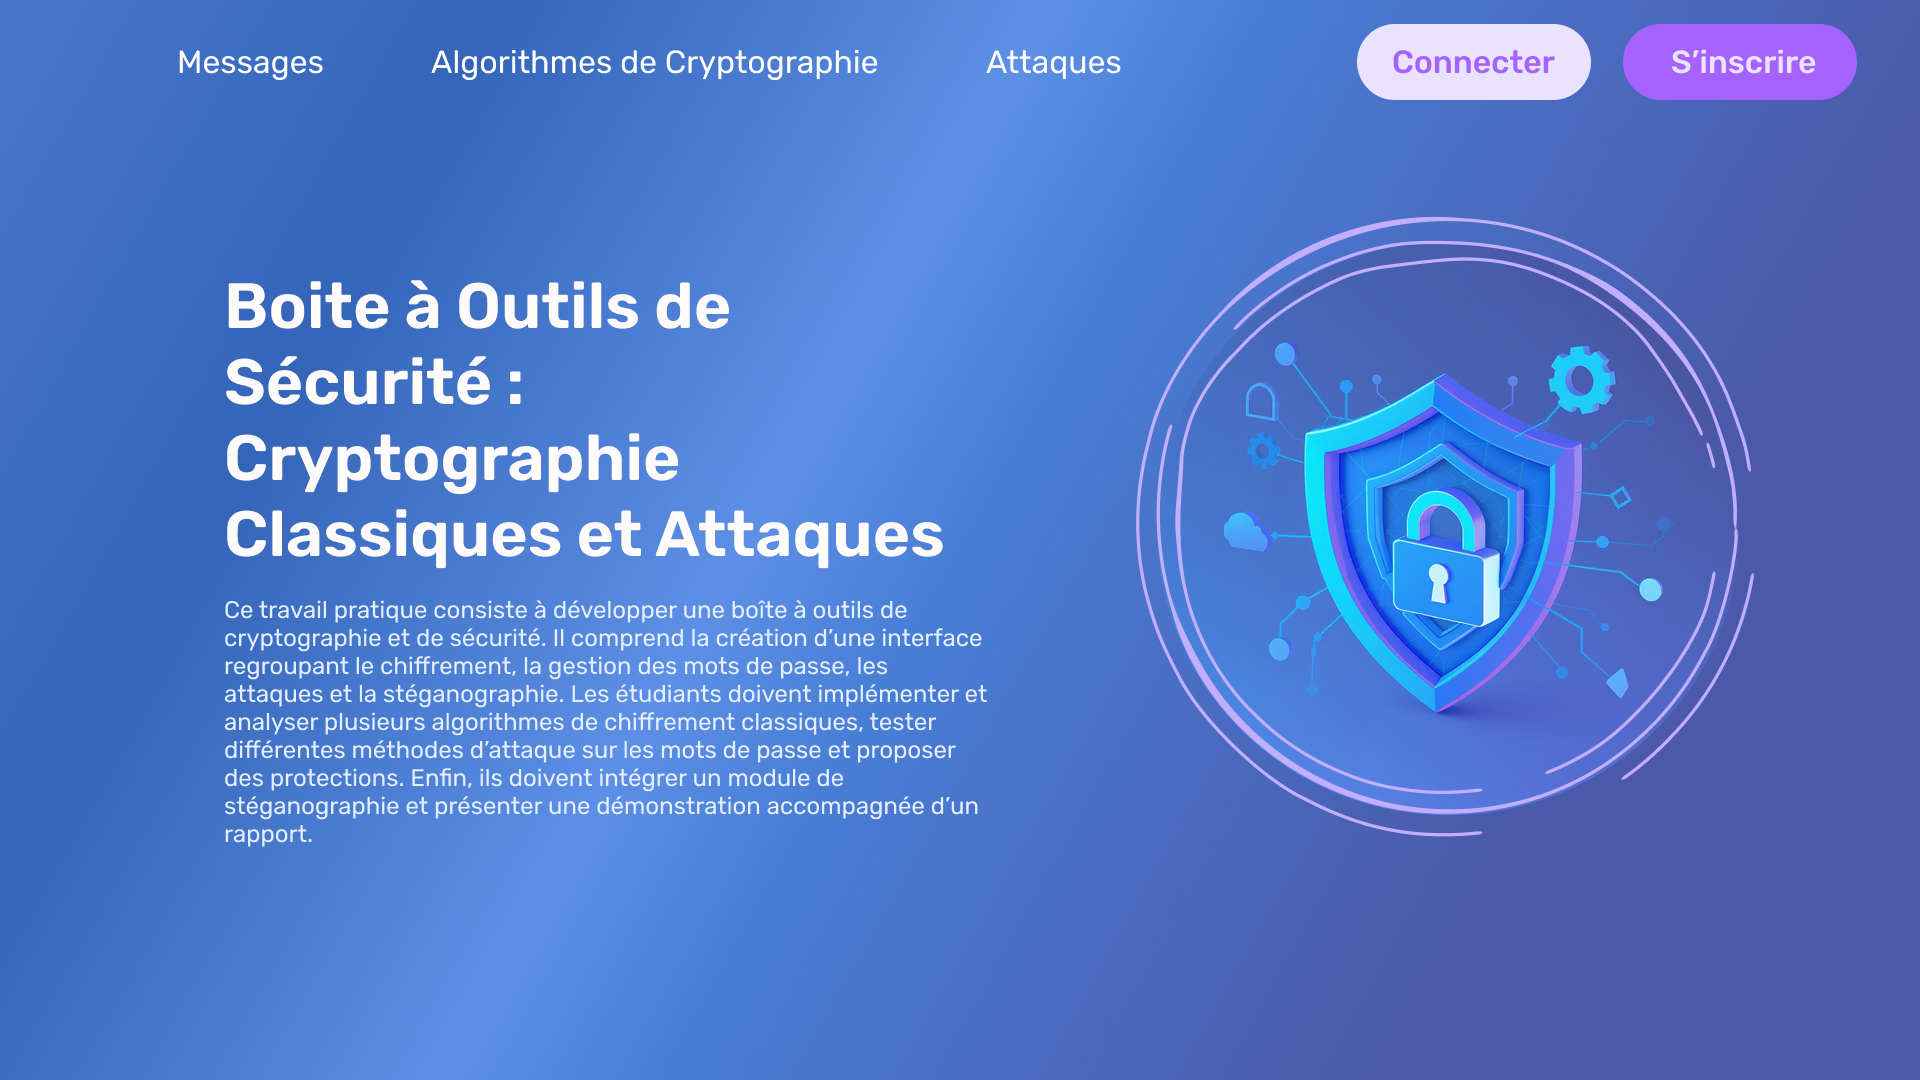 Messages
Algorithmes de Cryptographie
Attaques
Connecter
S’inscrire
Boite à Outils de
Sécurité :
Cryptographie
Classiques et Attaques
Ce travail pratique consiste à développer une boîte à outils de
cryptographie et de sécurité. Il comprend la création d’une interface
regroupant le chiffrement, la gestion des mots de passe, les
attaques et la stéganographie. Les étudiants doivent implémenter et
analyser plusieurs algorithmes de chiffrement classiques, tester
différentes méthodes d’attaque sur les mots de passe et proposer
des protections. Enfin, ils doivent intégrer un module de
stéganographie et présenter une démonstration accompagnée d’un
rapport.